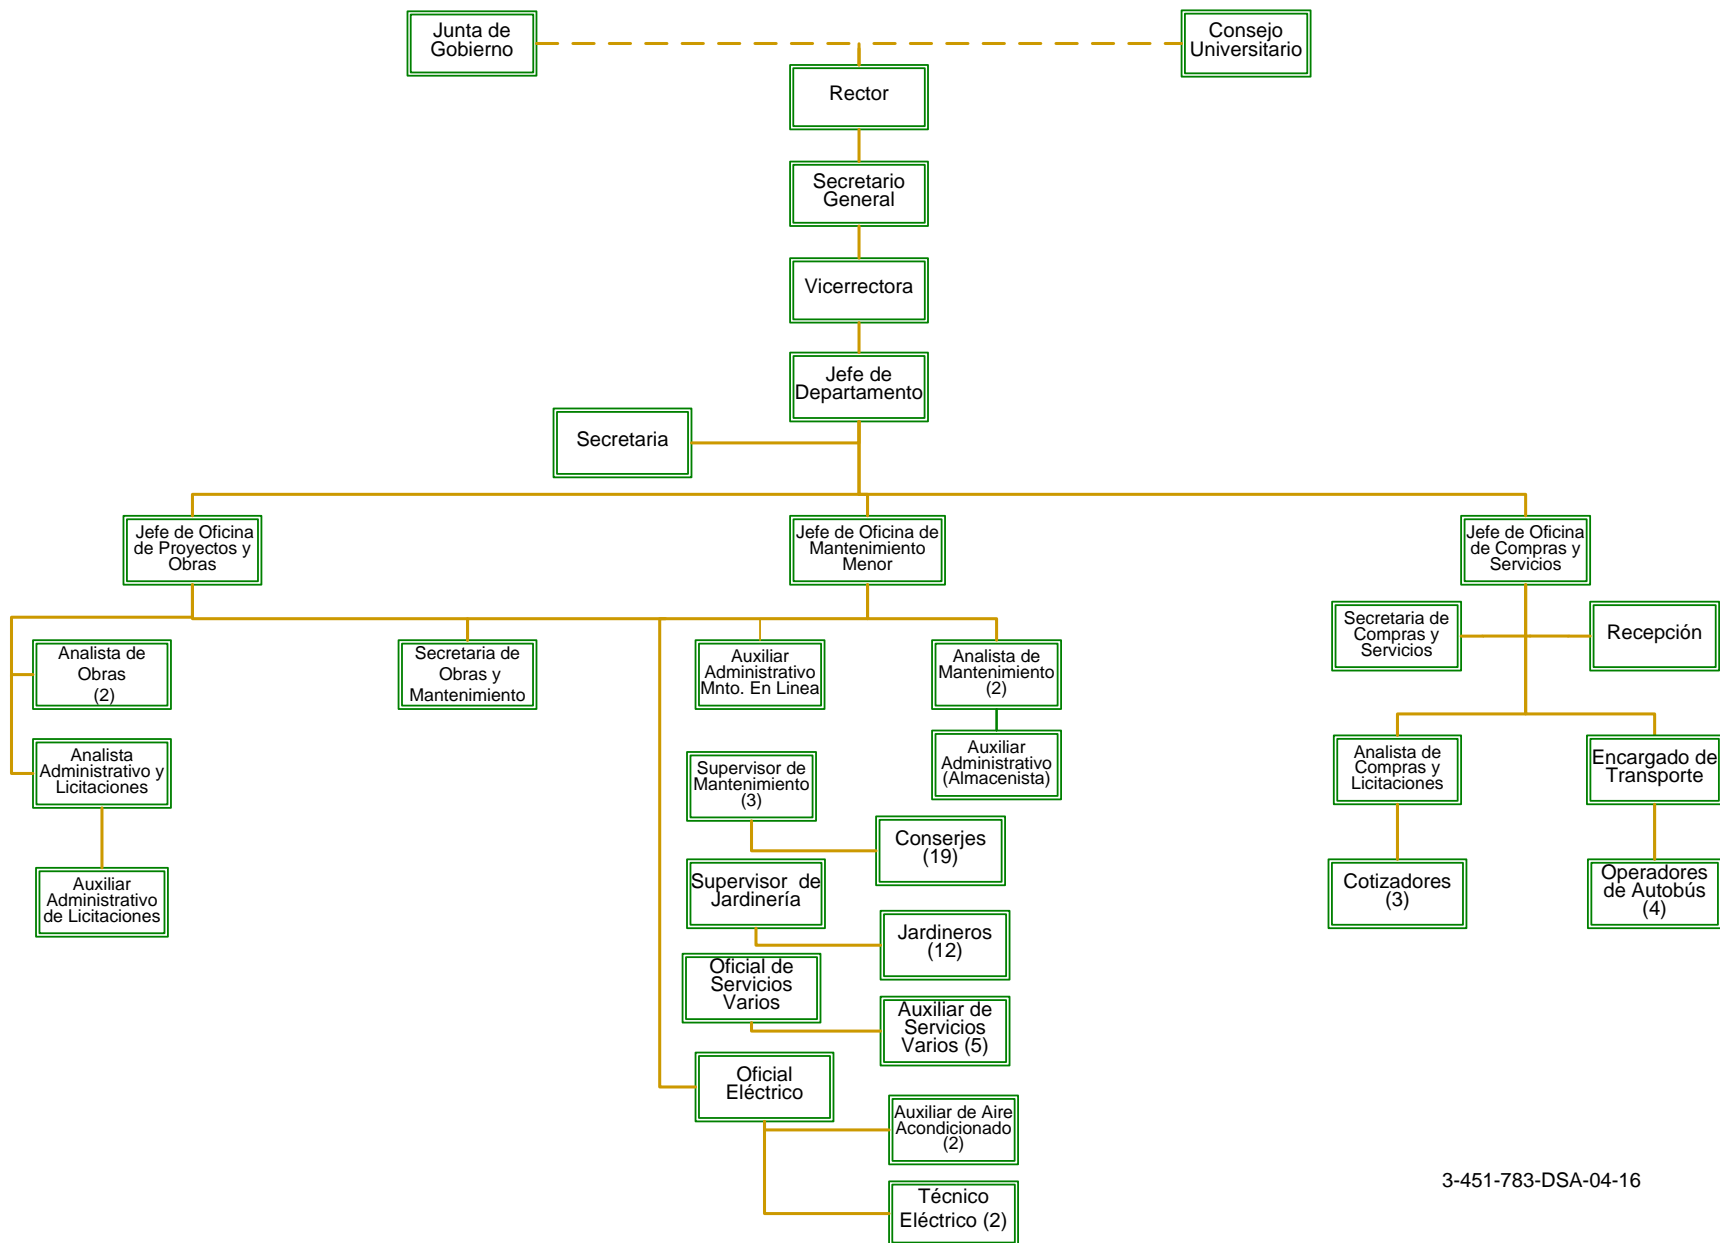 Junta de
Gobierno
Consejo
Universitario
Rector
Secretario
General
Vicerrectora
Jefe de
Departamento
Secretaria
Jefe de Oficina
de Proyectos y
Obras
Jefe de Oficina de
Mantenimiento
Menor
Jefe de Oficina
de Compras y
Servicios
Secretaria de
Compras y
Servicios
Recepción
Analista de
Obras
(2)
Secretaria de
Obras y
Mantenimiento
Auxiliar
Administrativo
Mnto. En Linea
Analista de
Mantenimiento
(2)
Analista
Administrativo y
Licitaciones
Supervisor de
Mantenimiento
(3)
Auxiliar
Administrativo
(Almacenista)
Analista de
Compras y
Licitaciones
Encargado de
Transporte
Conserjes
(19)
Auxiliar
Administrativo
de Licitaciones
Supervisor  de
Jardinería
Cotizadores
(3)
Operadores
de Autobús
(4)
Jardineros
(12)
Oficial de
Servicios
Varios
Auxiliar de
Servicios
Varios (5)
Oficial
Eléctrico
Auxiliar de Aire
Acondicionado
(2)
Técnico
Eléctrico (2)
3-451-783-DSA-04-16